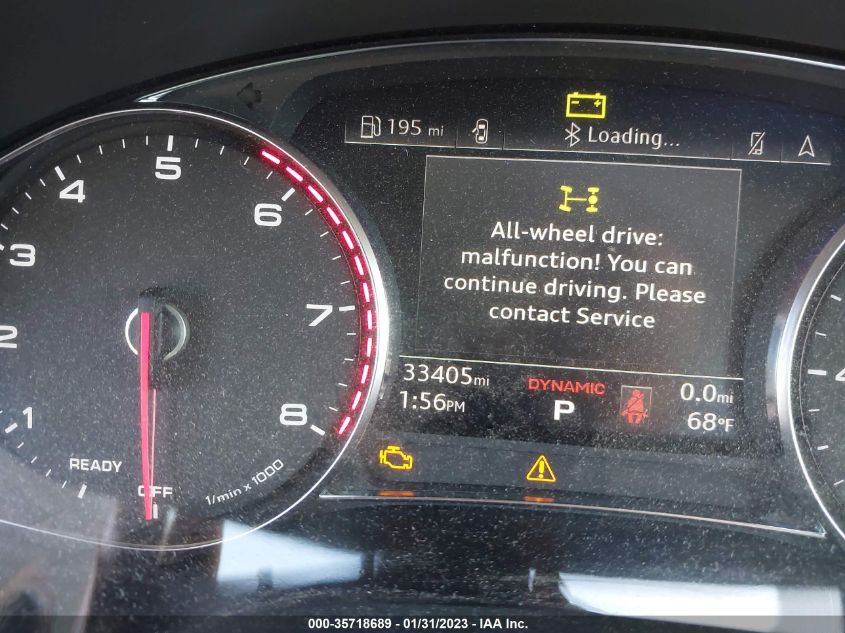 195 mi
Loading...
All-wheel drive:
malfunction! You can
continue driving. Please
contact Service
33405mi
DYNAMIC
0.0mi
1:56PM
P
68°F
1
2
3
4
5
6
7
8
READY
OFF
1/min x 1000
4
000-35718689 - 01/31/2023 - IAA Inc.